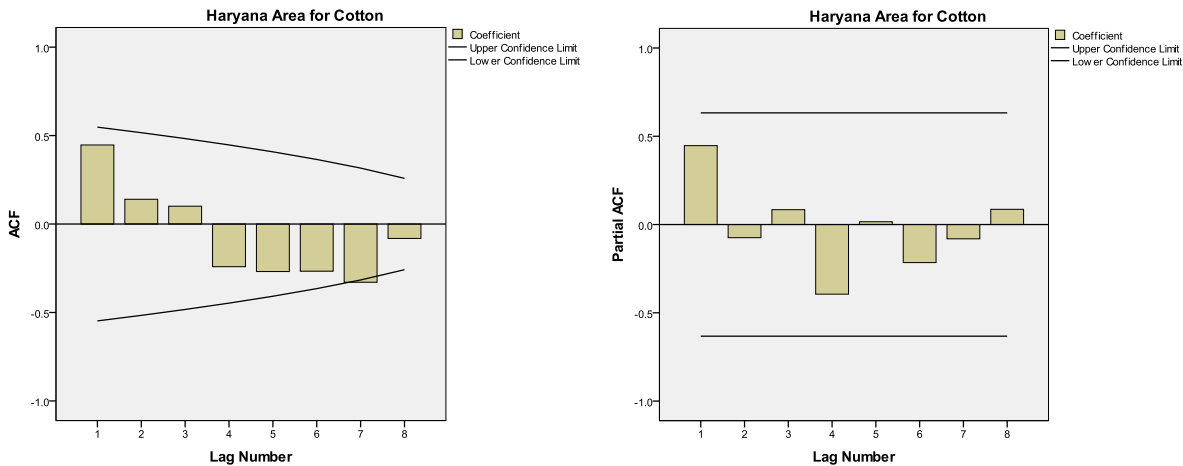 Haryana Area for Cotton
Coefficient
Upper Confidence Limit
Lower Confidence Limit
1.0
0.5
0.0
-0.5
-1.0
ACF
1 2 3 4 5 6 7 8
Lag Number
Haryana Area for Cotton
Coefficient
Upper Confidence Limit
Lower Confidence Limit
1.0
0.5
0.0
-0.5
-1.0
Partial ACF
1 2 3 4 5 6 7 8
Lag Number